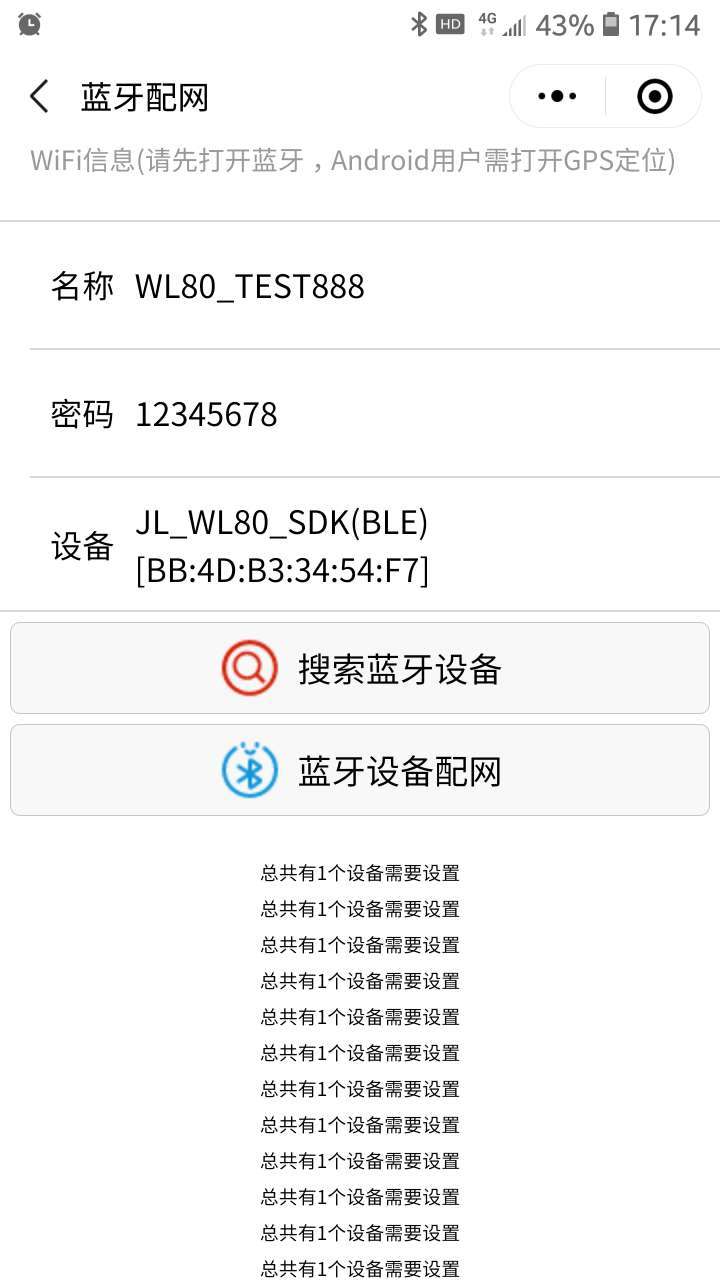 HD 4G 43% 17:14
蓝牙配网
WiFi信息(请先打开蓝牙，Android用户需打开GPS定位)
名称 WL80_TEST888
密码 12345678
设备 JL_WL80_SDK(BLE)
[BB:4D:B3:34:54:F7]
搜索蓝牙设备
蓝牙设备配网
总共有1个设备需要设置
总共有1个设备需要设置
总共有1个设备需要设置
总共有1个设备需要设置
总共有1个设备需要设置
总共有1个设备需要设置
总共有1个设备需要设置
总共有1个设备需要设置
总共有1个设备需要设置
总共有1个设备需要设置
总共有1个设备需要设置
总共有1个设备需要设置